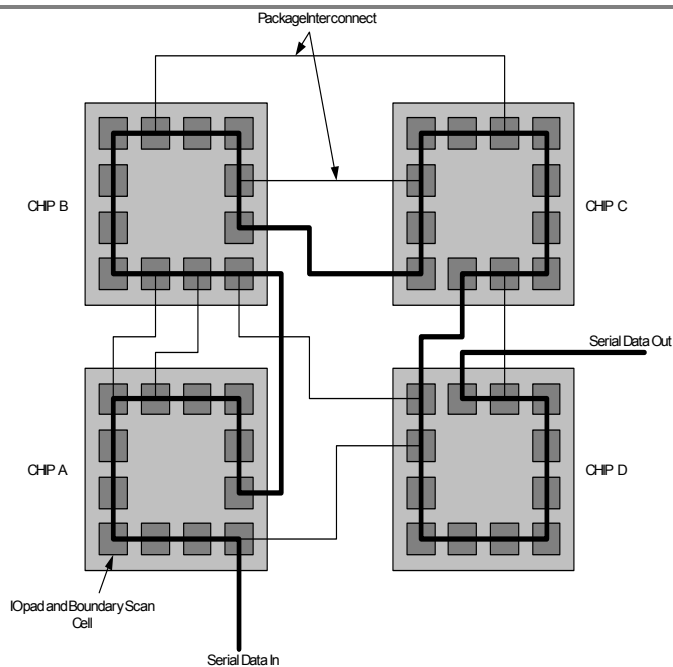 PackageInterconnect
CHIP B
CHIP C
Serial Data Out
CHIP A
CHIP D
IOpad and Boundary Scan
Cell
Serial Data In